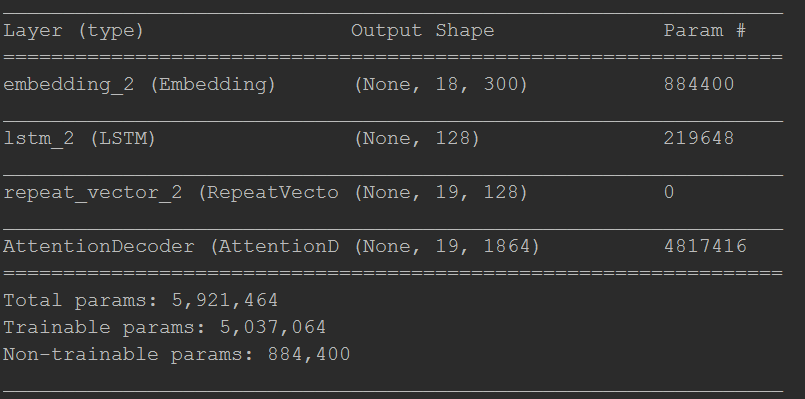 Layer (type) Output Shape Param #
=================================================================
embedding_2 (Embedding) (None, 18, 300) 884400
_________________________________________________________________
lstm_2 (LSTM) (None, 128) 219648
_________________________________________________________________
repeat_vector_2 (RepeatVecto (None, 19, 128) 0
_________________________________________________________________
AttentionDecoder (AttentionD (None, 19, 1864) 4817416
=================================================================
Total params: 5,921,464
Trainable params: 5,037,064
Non-trainable params: 884,400
_________________________________________________________________